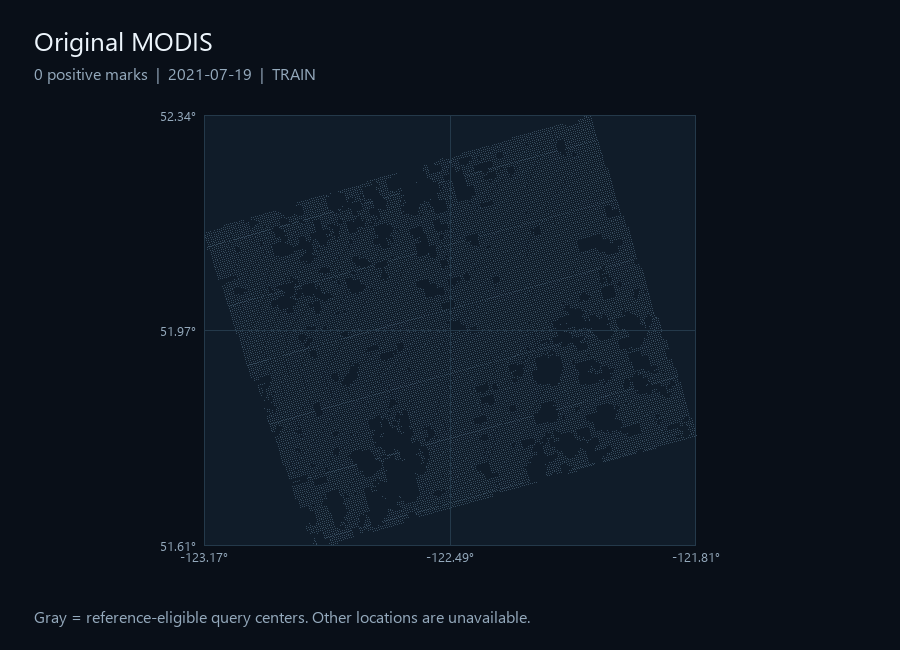 Original MODIS
0 positive marks | 2021-07-19 | TRAIN
52.34°
51.97°
51.61°
-123.17°
-122.49°
-121.81°
Gray = reference-eligible query centers. Other locations are unavailable.